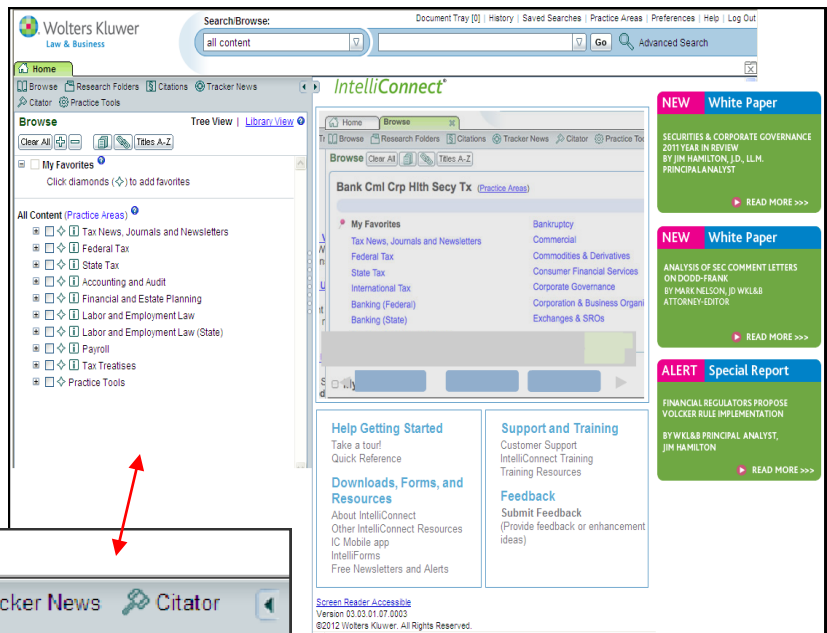 Wolters Kluwer
Law & Business
Search/Browse:
Document Tray [0] | History | Saved Searches | Practice Areas | Preferences | Help | Log Out
all content
Go
Advanced Search
Home
Browse Research Folders Citations Tracker News
Citator Practice Tools
Browse
Tree View | Library View
Clear All
Titles A-Z
My Favorites
Click diamonds (✧) to add favorites
All Content (Practice Areas)
Tax News, Journals and Newsletters
Federal Tax
State Tax
Accounting and Audit
Financial and Estate Planning
Labor and Employment Law
Labor and Employment Law (State)
Payroll
Tax Treatises
Practice Tools
cker News Citator
IntelliConnect®
Home Browse
Browse Research Folders Citations Tracker News Citator Practice Too
Browse Clear All Titles A-Z
Bank Cml Crp Hlth Secy Tx (Practice Areas)
My Favorites
Tax News, Journals and Newsletters
Federal Tax
State Tax
International Tax
Banking (Federal)
Banking (State)
Bankruptcy
Commercial
Commodities & Derivatives
Consumer Financial Services
Corporate Governance
Corporation & Business Organi
Exchanges & SROs
Help Getting Started
Take a tour!
Quick Reference
Downloads, Forms, and
Resources
About IntelliConnect
Other IntelliConnect Resources
IC Mobile app
IntelliForms
Free Newsletters and Alerts
Support and Training
Customer Support
IntelliConnect Training
Training Resources
Feedback
Submit Feedback
(Provide feedback or enhancement
ideas)
Screen Reader Accessible
Version 03.03.01.07.0003
©2012 Wolters Kluwer. All Rights Reserved.
NEW White Paper
SECURITIES & CORPORATE GOVERNANCE
2011 YEAR IN REVIEW
BY JIM HAMILTON, J.D., LL.M.
PRINCIPAL ANALYST
READ MORE >>>
NEW White Paper
ANALYSIS OF SEC COMMENT LETTERS
ON DODD-FRANK
BY MARK NELSON, JD WKL&B
ATTORNEY-EDITOR
READ MORE >>>
ALERT Special Report
FINANCIAL REGULATORS PROPOSE
VOLCKER RULE IMPLEMENTATION
BY WKL&B PRINCIPAL ANALYST,
JIM HAMILTON
READ MORE >>>